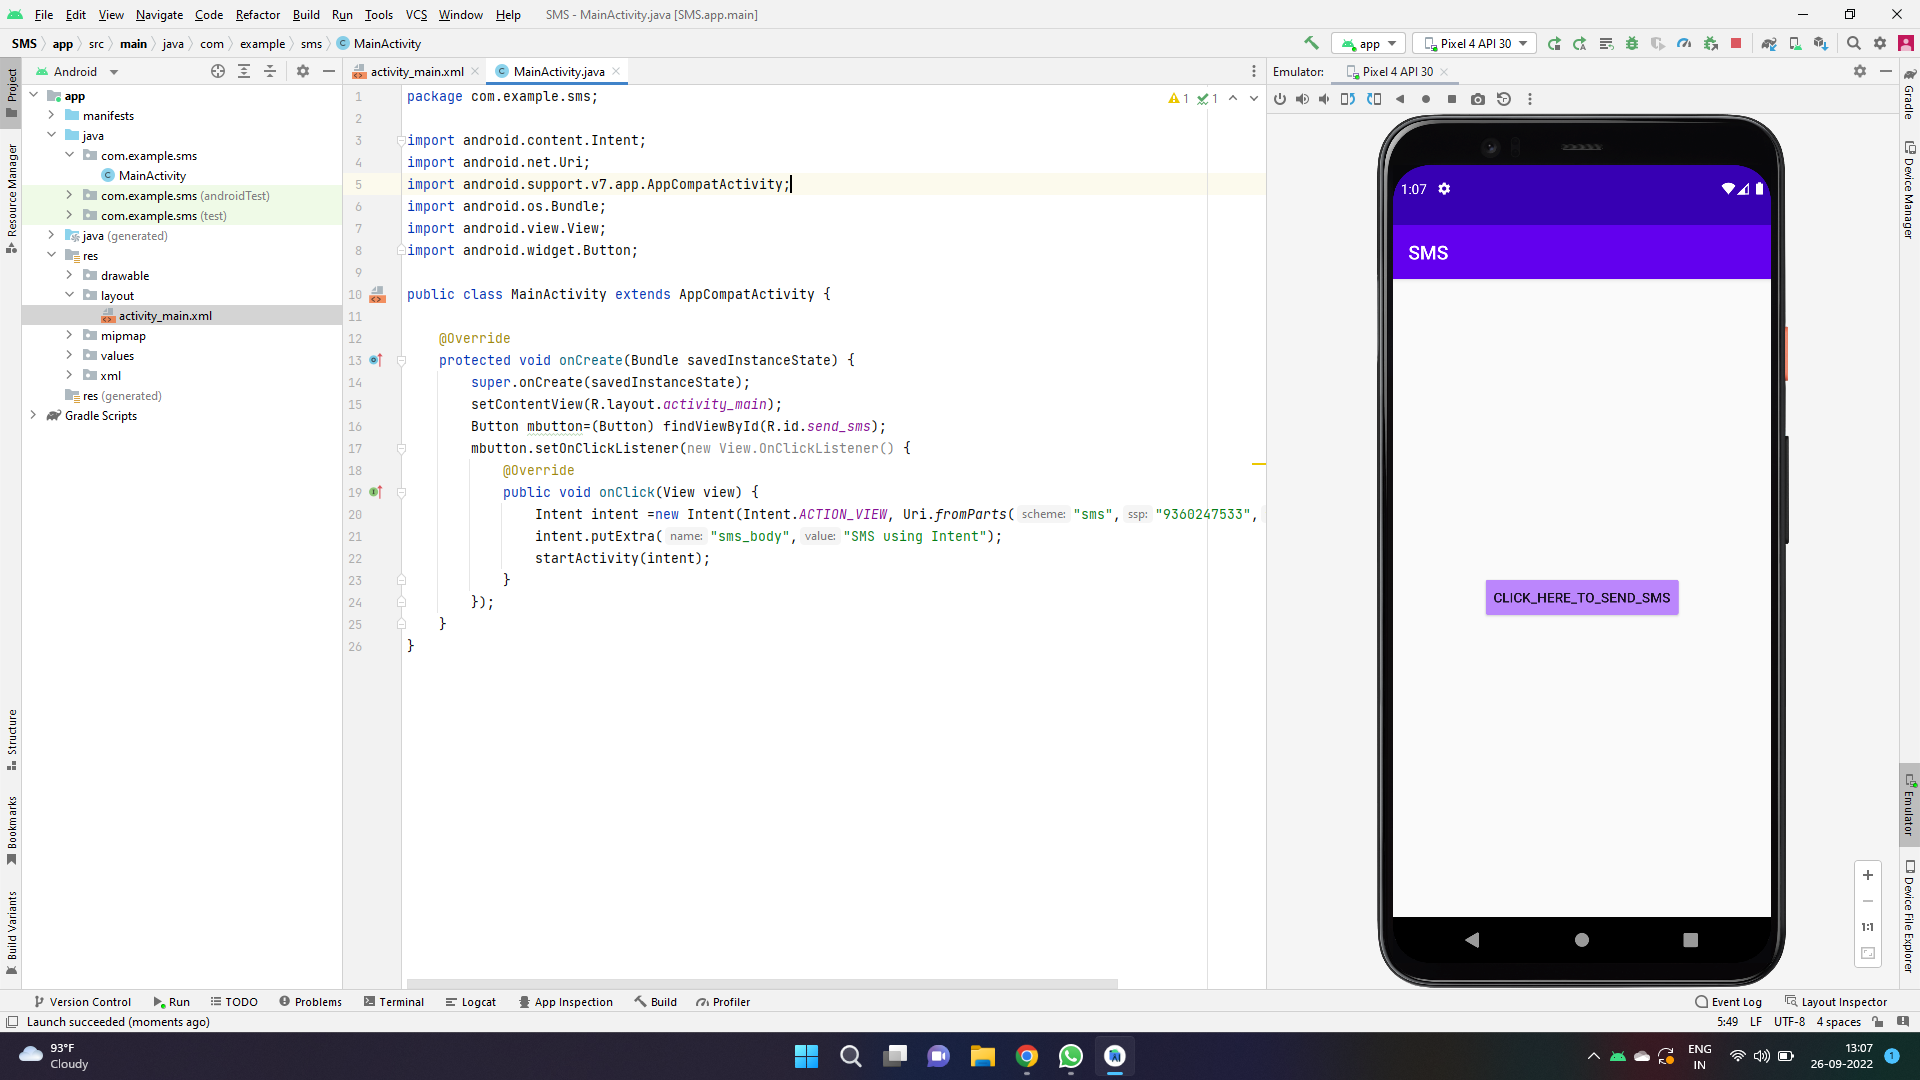 File Edit View Navigate Code Refactor Build Run Tools VCS Window Help SMS - MainActivity.java [SMS.app.main]
SMS app src main java com example sms MainActivity app Pixel 4 API 30
Project
Resource Manager
Structure
Bookmarks
Build Variants
Android
app
manifests
java
com.example.sms
MainActivity
com.example.sms (androidTest)
com.example.sms (test)
java (generated)
res
drawable
layout
activity_main.xml
mipmap
values
xml
res (generated)
Gradle Scripts
activity_main.xml MainActivity.java
1 package com.example.sms; 1 1
2
3 import android.content.Intent;
4 import android.net.Uri;
5 import android.support.v7.app.AppCompatActivity;
6 import android.os.Bundle;
7 import android.view.View;
8 import android.widget.Button;
9
10 public class MainActivity extends AppCompatActivity {
11
12 @Override
13 protected void onCreate(Bundle savedInstanceState) {
14 super.onCreate(savedInstanceState);
15 setContentView(R.layout.activity_main);
16 Button mbutton=(Button) findViewById(R.id.send_sms);
17 mbutton.setOnClickListener(new View.OnClickListener() {
18 @Override
19 public void onClick(View view) {
20 Intent intent =new Intent(Intent.ACTION_VIEW, Uri.fromParts( scheme: "sms", ssp: "9360247533",
21 intent.putExtra( name: "sms_body", value: "SMS using Intent");
22 startActivity(intent);
23 }
24 });
25 }
26 }
Emulator: Pixel 4 API 30
1:07
SMS
CLICK_HERE_TO_SEND_SMS
1:1
Gradle
Device Manager
Emulator
Device File Explorer
Version Control Run TODO Problems Terminal Logcat App Inspection Build Profiler Event Log Layout Inspector
Launch succeeded (moments ago) 5:49 LF UTF-8 4 spaces
93°F
Cloudy
ENG
IN
13:07
26-09-2022
1